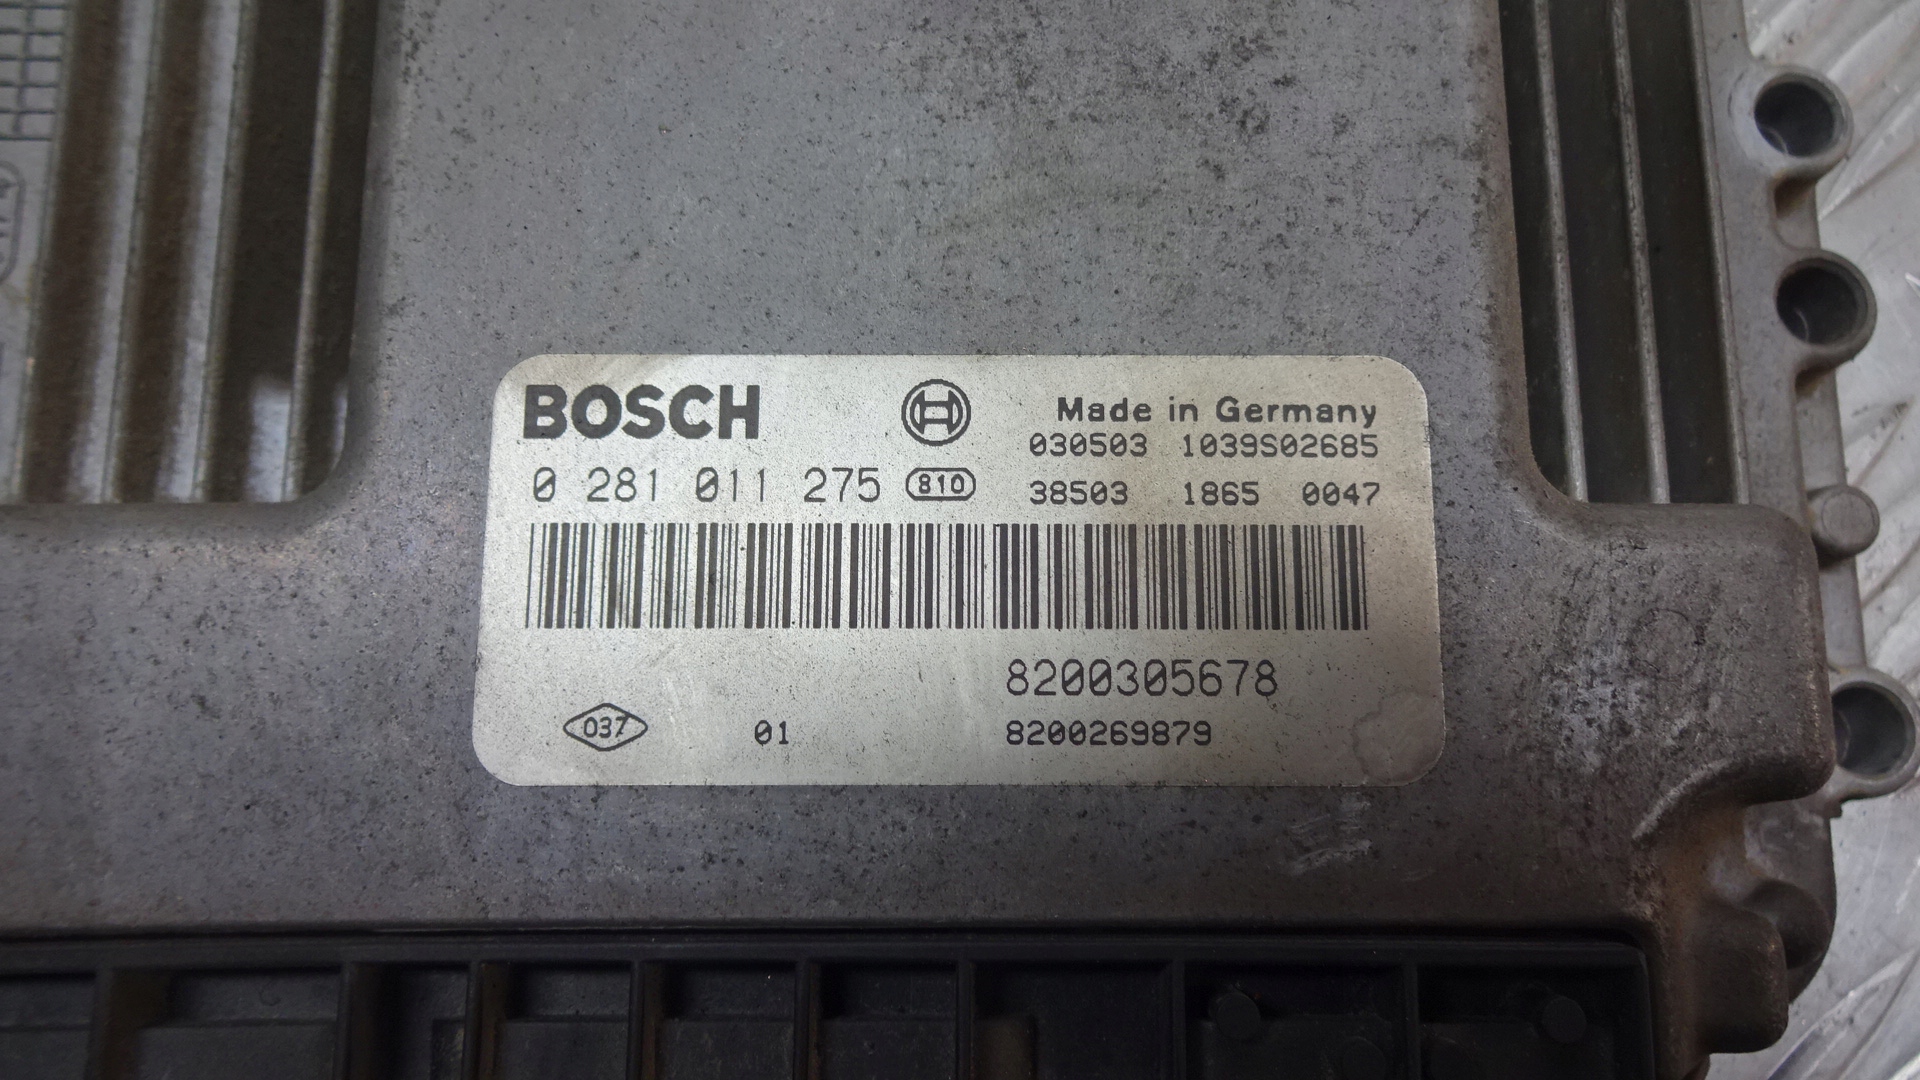 BOSCH
Made in Germany
030503 1039S02685
0 281 011 275 810
38503 1865 0047
8200305678
037 01 8200269879